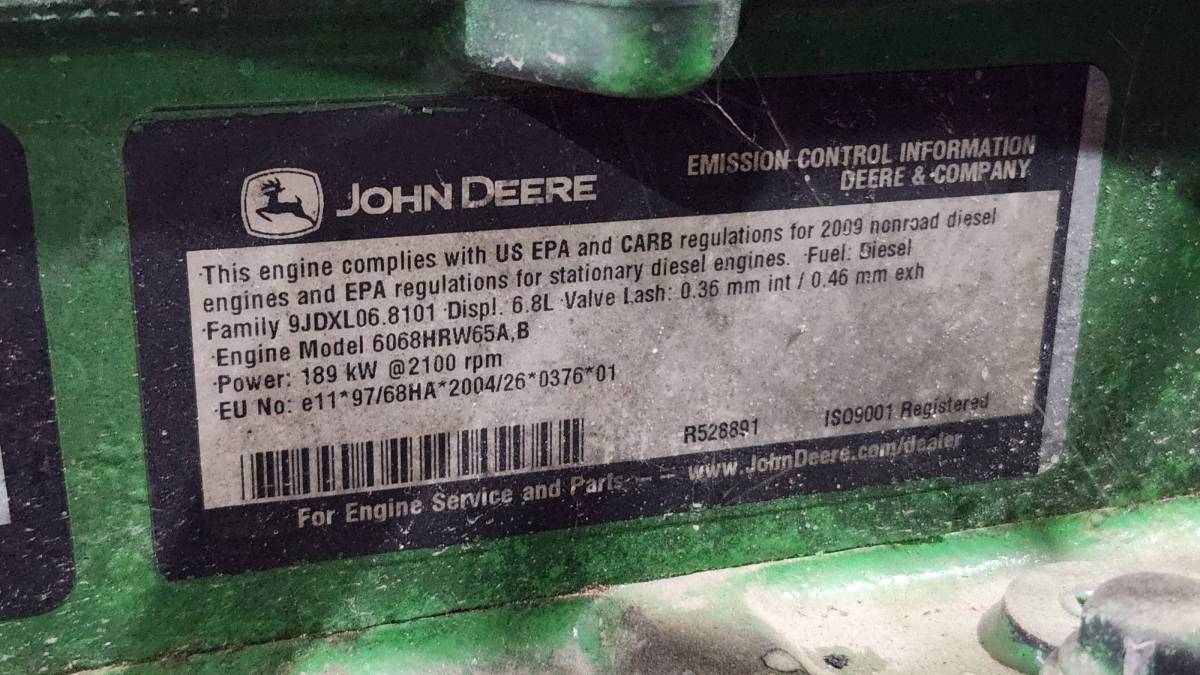 JOHN DEERE
EMISSION CONTROL INFORMATION
DEERE & COMPANY
·This engine complies with US EPA and CARB regulations for 2009 nonroad diesel
engines and EPA regulations for stationary diesel engines. ·Fuel: Diesel
·Family 9JDXL06.8101 ·Displ. 6.8L ·Valve Lash: 0.36 mm int / 0.46 mm exh
·Engine Model 6068HRW65A,B
·Power: 189 kW @2100 rpm
·EU No: e11*97/68HA*2004/26*0376*01
R528891 ISO9001 Registered
For Engine Service and Parts -- www.JohnDeere.com/dealer